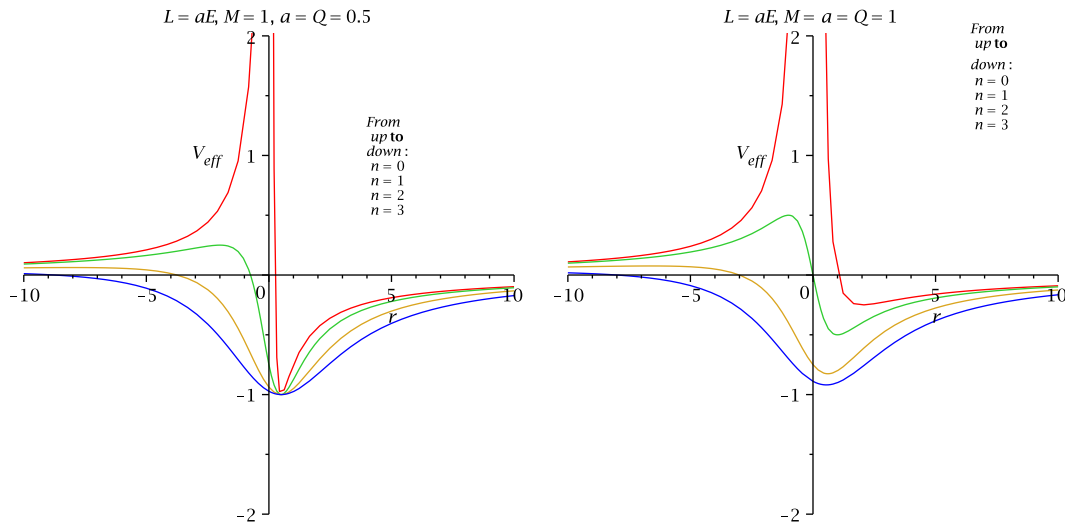 L = aE, M = 1, a = Q = 0.5
2
From
up to
down :
n = 0
n = 1
n = 2
n = 3
V_eff
1
-10
-5
0
5
10
r
-1
-2
L = aE, M = a = Q = 1
2
From
up to
down :
n = 0
n = 1
n = 2
n = 3
V_eff
1
-10
-5
0
5
10
r
-1
-2